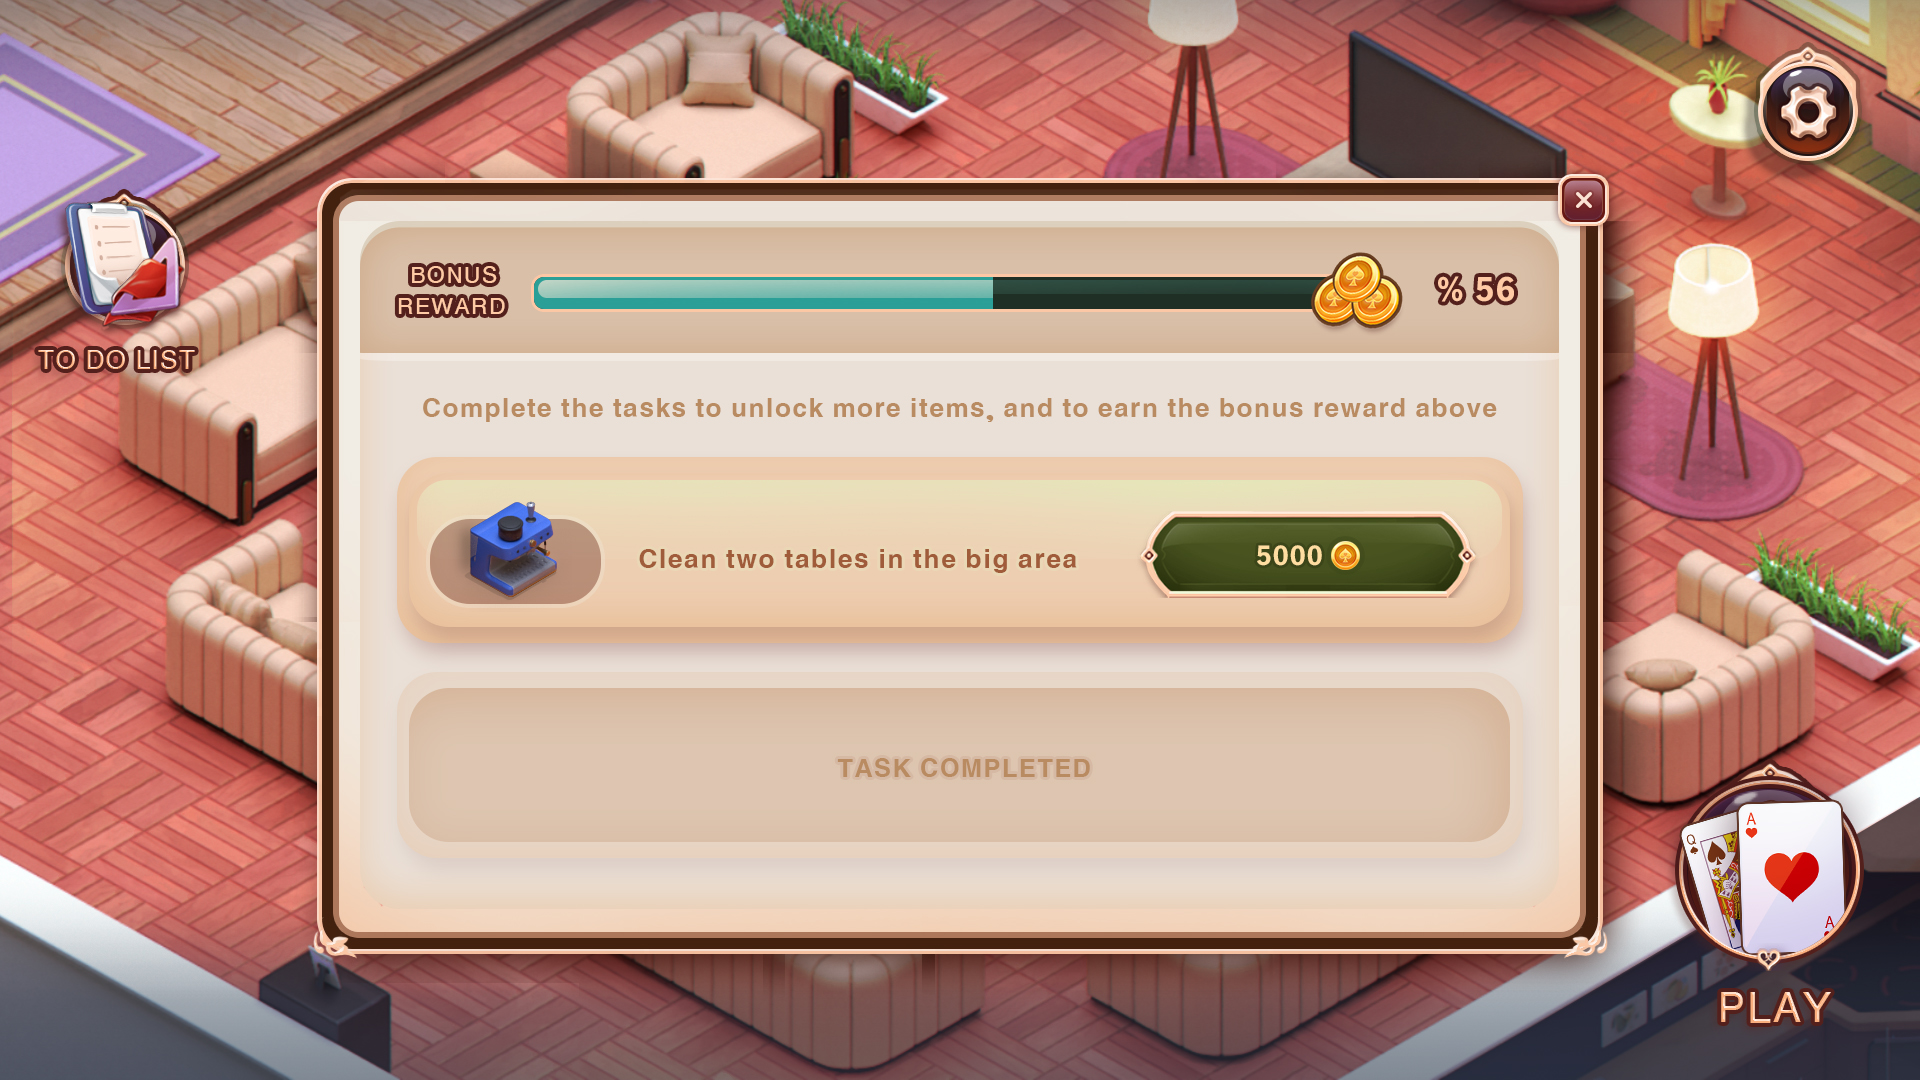 BONUS
REWARD
% 56
TO DO LIST
Complete the tasks to unlock more items, and to earn the bonus reward above
Clean two tables in the big area
5000
TASK COMPLETED
Q
A
A
PLAY